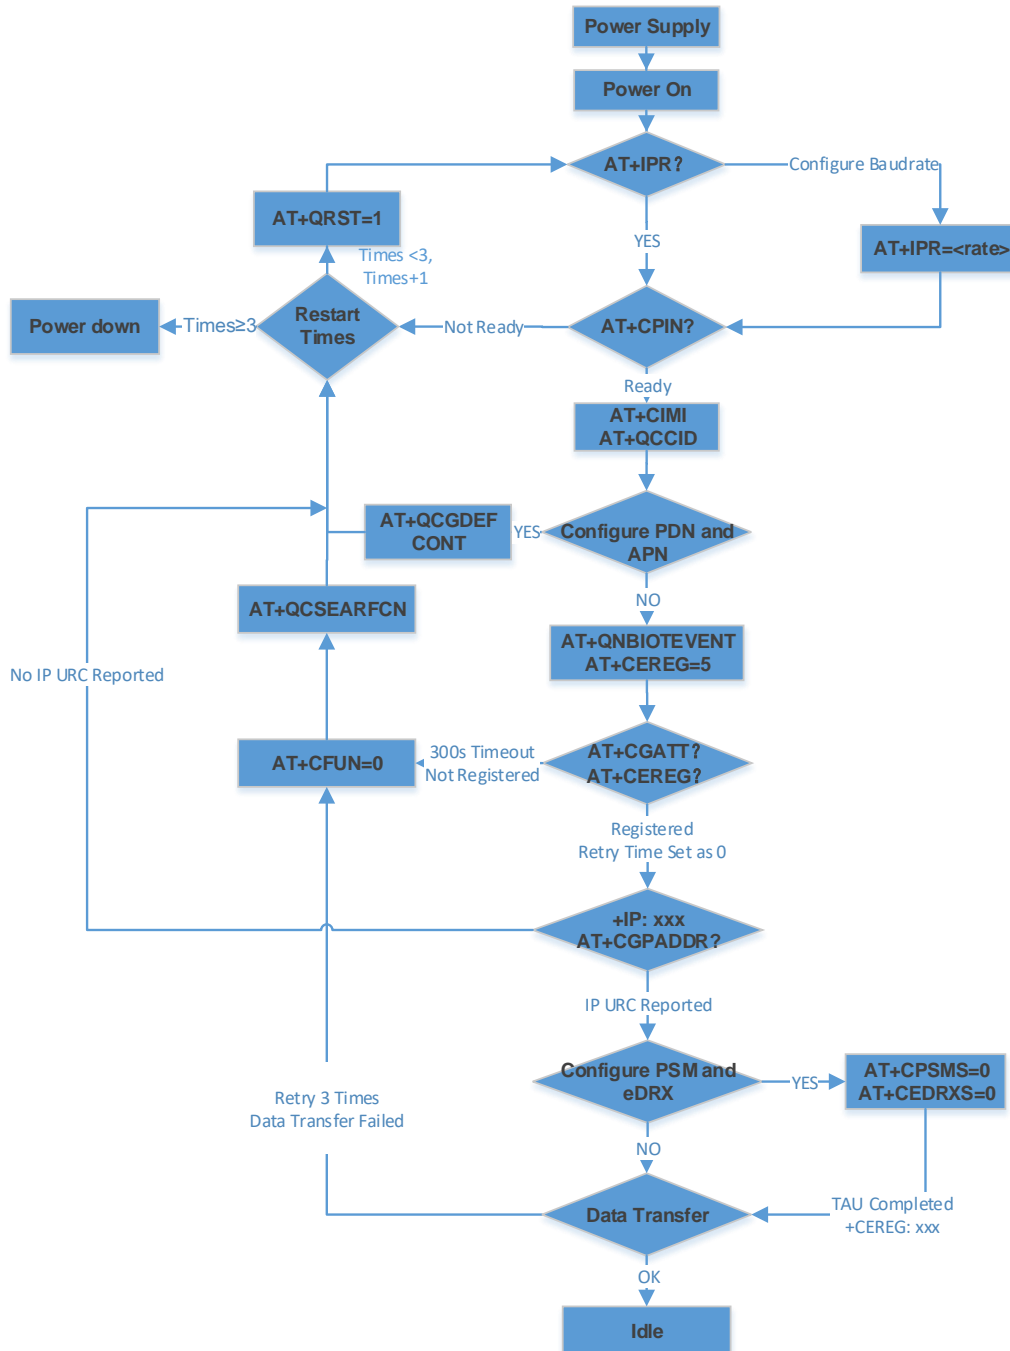 Power Supply
Power On
AT+IPR?
Configure Baudrate
AT+QRST=1
AT+IPR=<rate>
YES
Times <3,
Times+1
Power down
Times≥3
Restart
Times
Not Ready
AT+CPIN?
Ready
AT+CIMI
AT+QCCID
AT+QCGDEF
CONT
YES
Configure PDN and
APN
NO
AT+QCSEARFCN
AT+QNBIOTEVENT
AT+CEREG=5
No IP URC Reported
AT+CFUN=0
300s Timeout
Not Registered
AT+CGATT?
AT+CEREG?
Registered
Retry Time Set as 0
+IP: xxx
AT+CGPADDR?
IP URC Reported
Configure PSM and
eDRX
YES
AT+CPSMS=0
AT+CEDRXS=0
Retry 3 Times
Data Transfer Failed
NO
Data Transfer
TAU Completed
+CEREG: xxx
OK
Idle